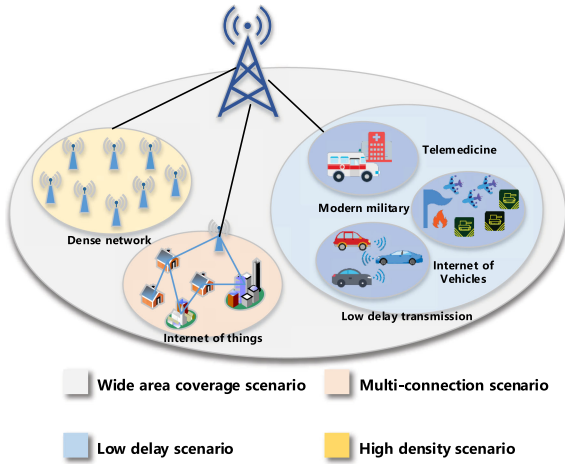 Telemedicine
Modern military
Dense network
Internet of
Vehicles
Low delay transmission
Internet of things
Wide area coverage scenario
Multi-connection scenario
Low delay scenario
High density scenario